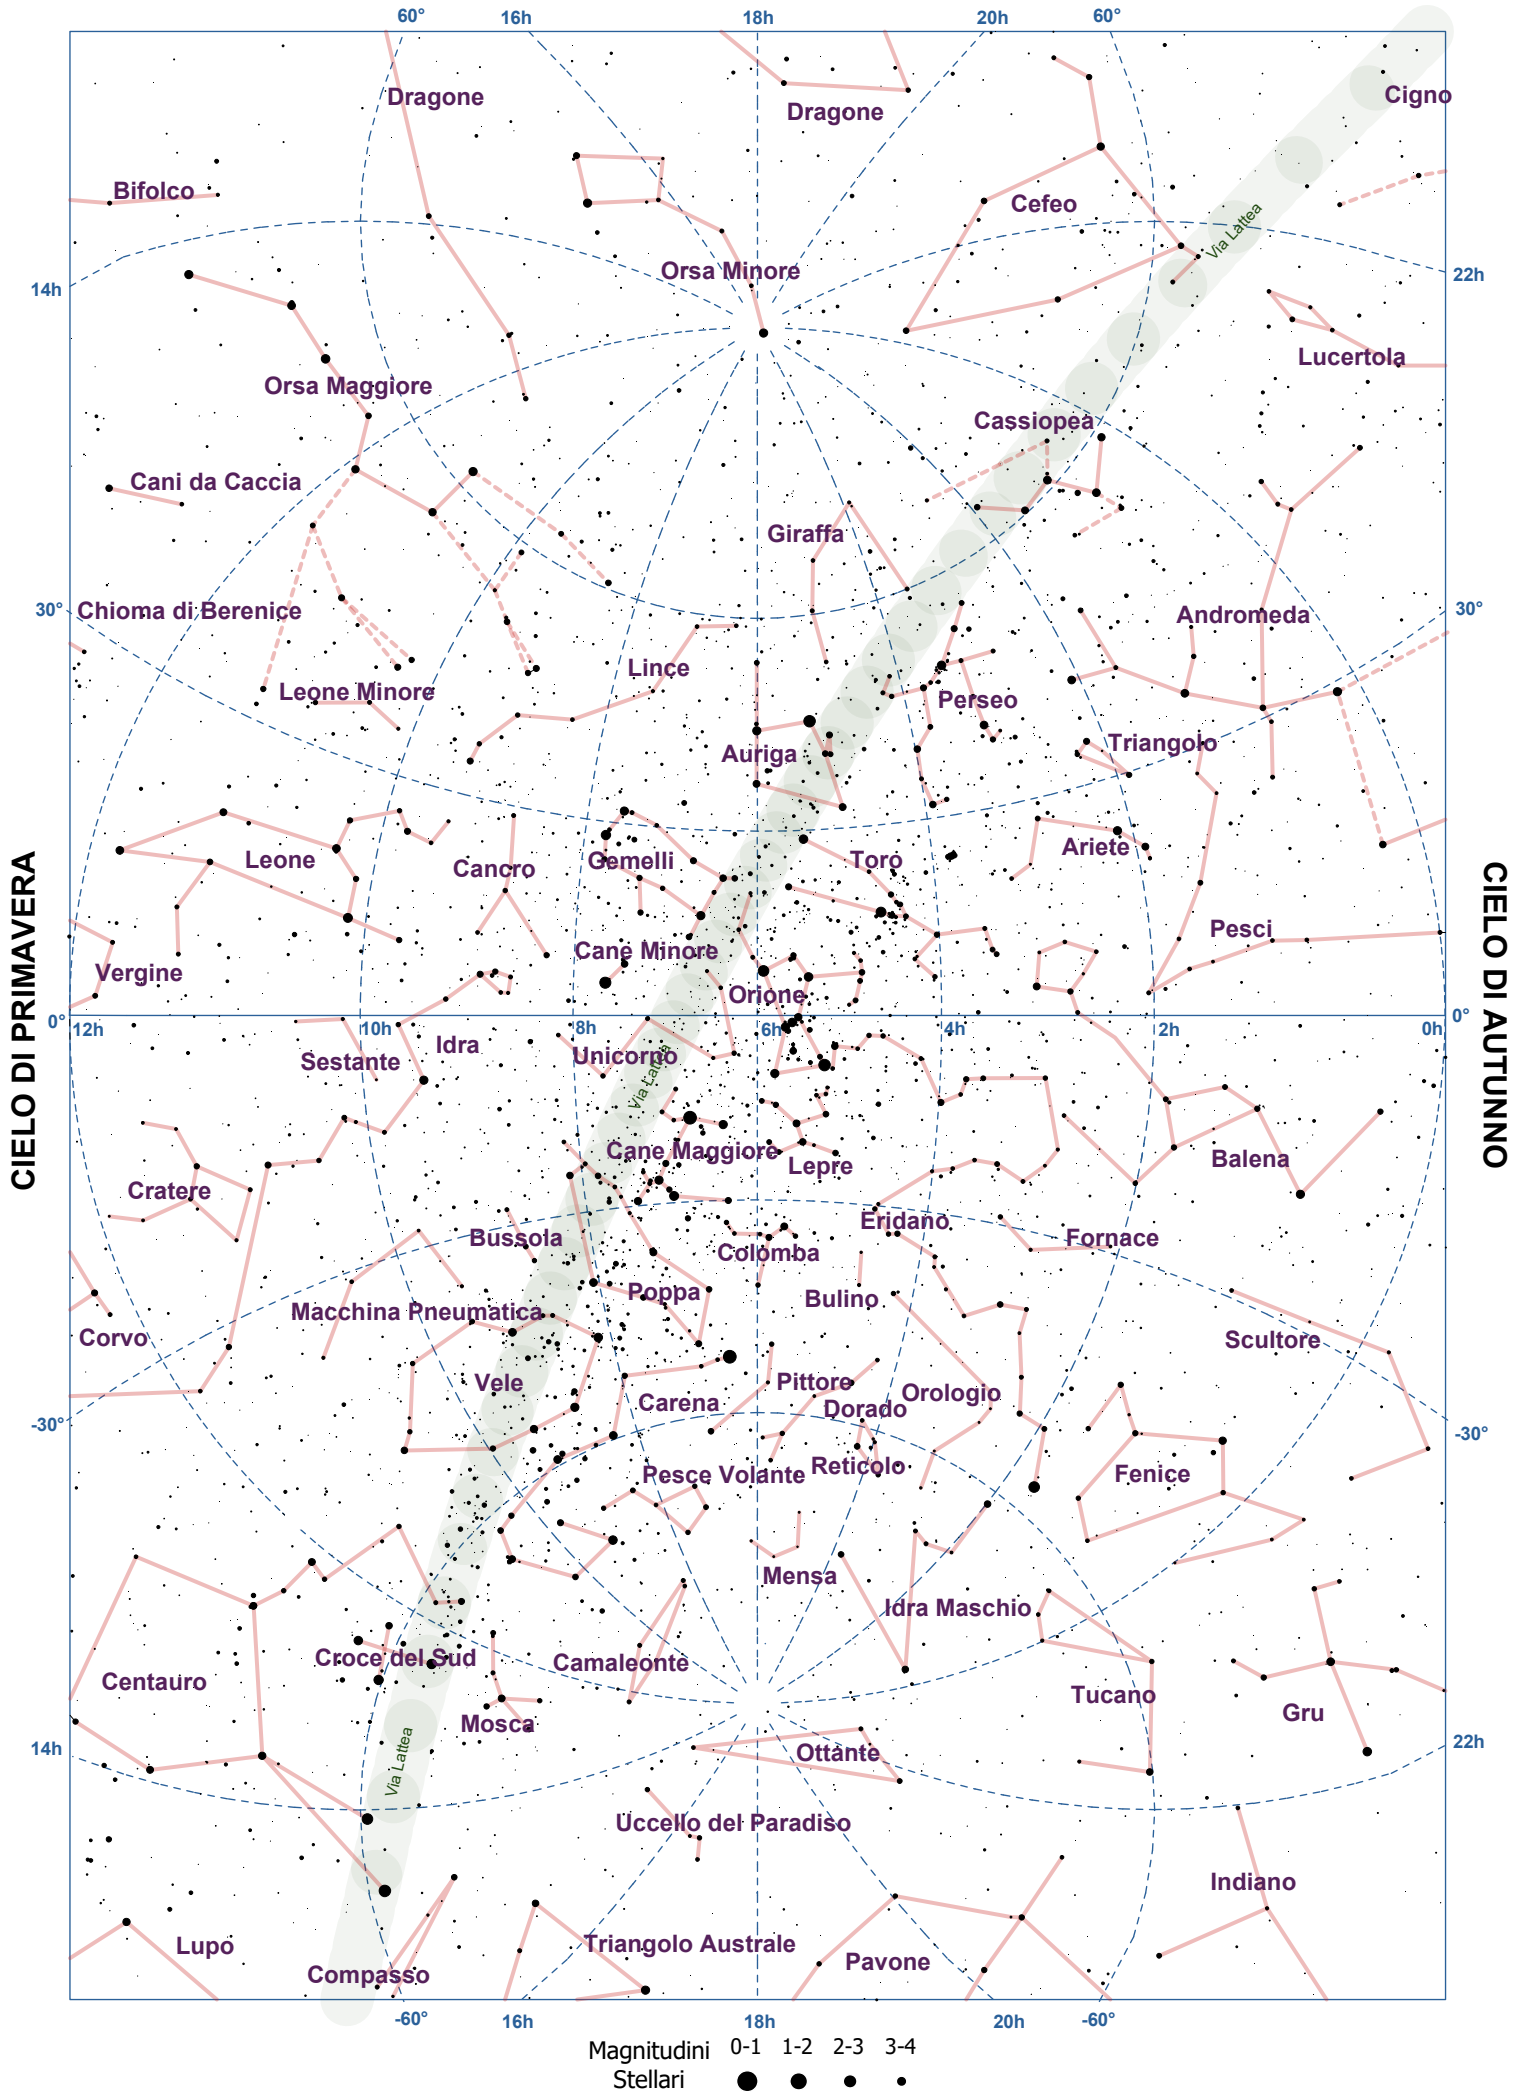 60° 16h 18h 20h 60°
Dragone
Cigno
Dragone
Bifolco
Cefeo
Via Lattea
Orsa Minore
14h
22h
Lucertola
Orsa Maggiore
Cassiopea
Cani da Caccia
Giraffa
30°
Chioma di Berenice
Andromeda
30°
Lince
Leone Minore
Perseo
Triangolo
Auriga
Leone
Cancro
Gemelli
Toro
Ariete
Pesci
Cane Minore
Vergine
Orione
CIELO DI PRIMAVERA
CIELO DI AUTUNNO
0°
12h 10h 8h 6h 4h 2h 0h
0°
Idra
Sestante
Unicorno
Via Lattea
Cane Maggiore
Lepre
Balena
Cratere
Eridano
Bussola
Colomba
Fornace
Poppa
Bulino
Macchina Pneumatica
Corvo
Scultore
Vele
Pittore
Carena
Dorado
Orologio
-30°
-30°
Pesce Volante
Reticolo
Fenice
Mensa
Idra Maschio
Croce del Sud
Camaleonte
Centauro
Tucano
Gru
Mosca
14h
Via Lattea
Ottante
22h
Uccello del Paradiso
Indiano
Lupo
Triangolo Australe
Pavone
Compasso
-60° 16h 18h 20h -60°
Magnitudini 0-1 1-2 2-3 3-4
Stellari